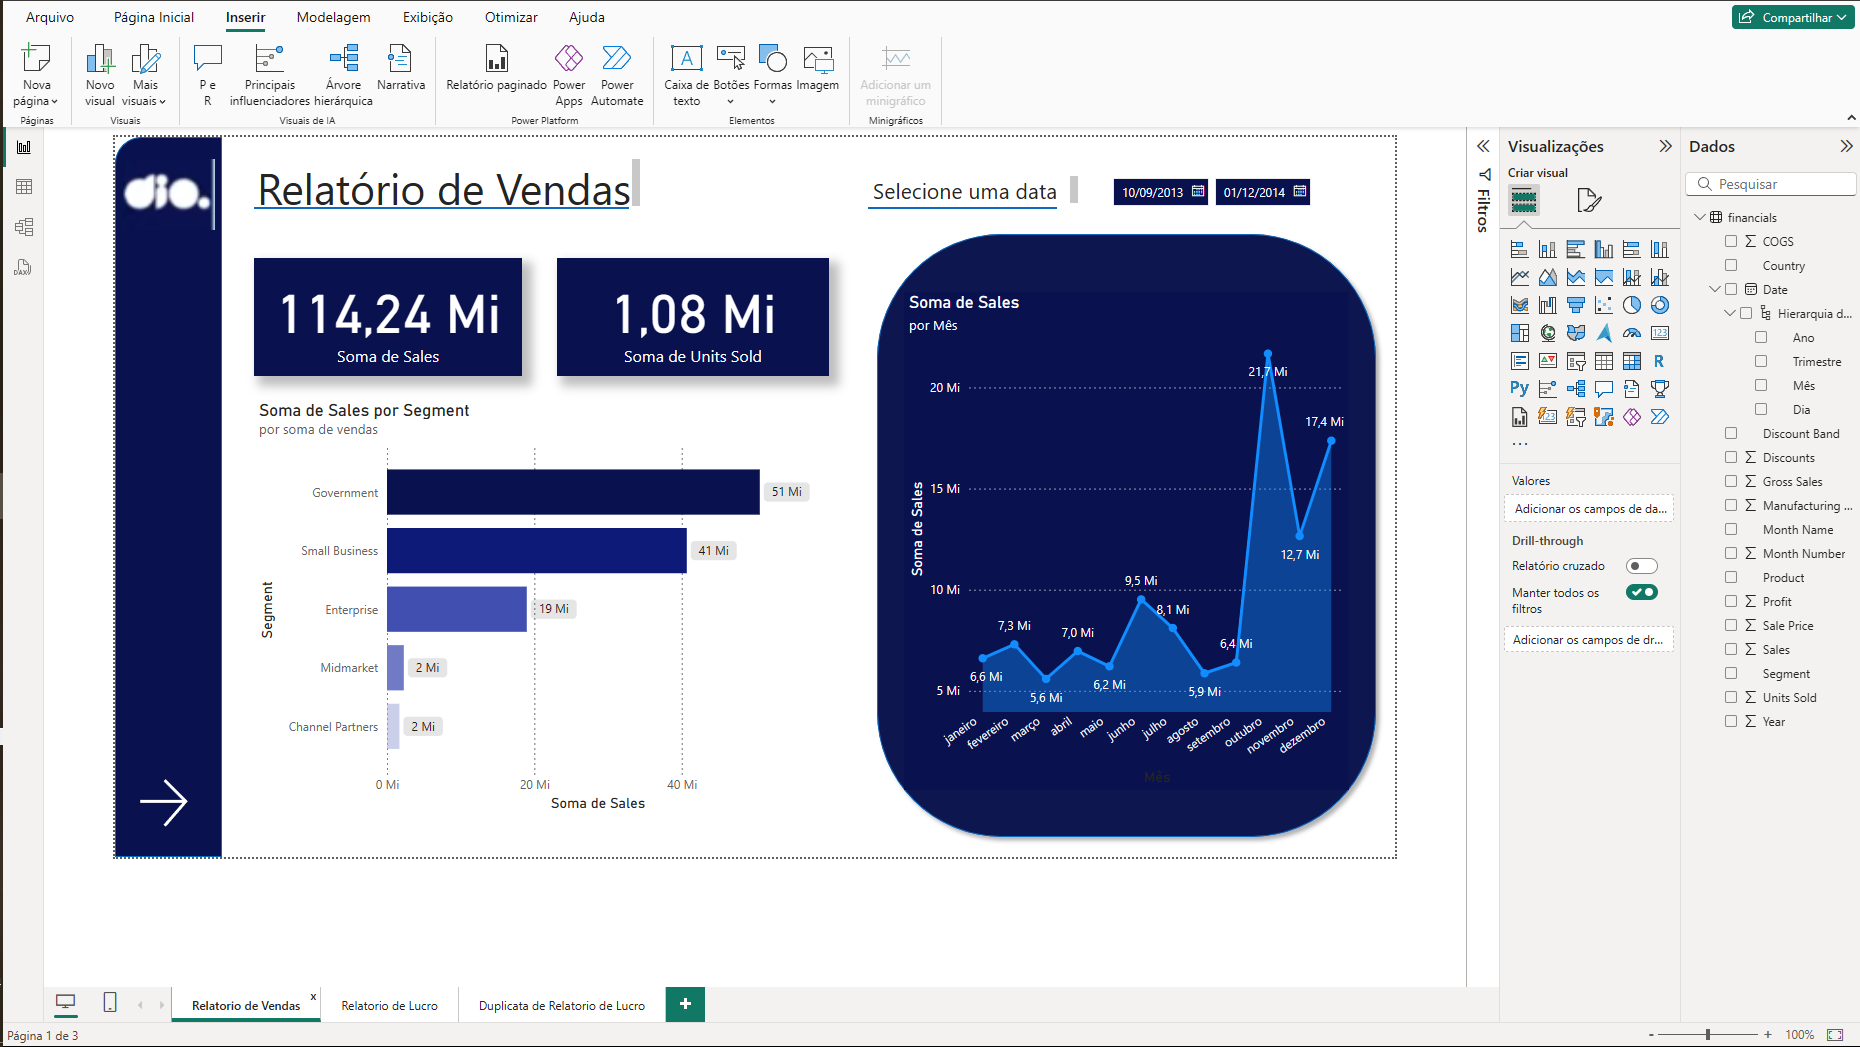 Arquivo Página Inicial Inserir Modelagem Exibição Otimizar Ajuda
Compartilhar
Nova página
Páginas
Novo visual
Mais visuais
Visuais
P e R
Principais influenciadores
Árvore hierárquica
Narrativa
Visuais de IA
Relatório paginado
Power Apps
Power Automate
Power Platform
Caixa de texto
Botões
Formas
Imagem
Elementos
Adicionar um minigráfico
Minigráficos
dio.
Relatório de Vendas
Selecione uma data
10/09/2013
01/12/2014
114,24 Mi
Soma de Sales
1,08 Mi
Soma de Units Sold
Soma de Sales por Segment
por soma de vendas
Segment
Government
51 Mi
Small Business
41 Mi
Enterprise
19 Mi
Midmarket
2 Mi
Channel Partners
2 Mi
0 Mi
20 Mi
40 Mi
Soma de Sales
Soma de Sales
por Mês
Soma de Sales
20 Mi
15 Mi
10 Mi
5 Mi
6,6 Mi
7,3 Mi
5,6 Mi
7,0 Mi
6,2 Mi
9,5 Mi
8,1 Mi
5,9 Mi
6,4 Mi
21,7 Mi
12,7 Mi
17,4 Mi
janeiro
fevereiro
março
abril
maio
junho
julho
agosto
setembro
outubro
novembro
dezembro
Mês
Filtros
Visualizações
Criar visual
123
R
Py
123
...
Valores
Adicionar os campos de da...
Drill-through
Relatório cruzado
Manter todos os filtros
Adicionar os campos de dr...
Dados
Pesquisar
financials
COGS
Country
Date
Hierarquia d...
Ano
Trimestre
Mês
Dia
Discount Band
Discounts
Gross Sales
Manufacturing ...
Month Name
Month Number
Product
Profit
Sale Price
Sales
Segment
Units Sold
Year
DAX
Relatorio de Vendas x
Relatorio de Lucro
Duplicata de Relatorio de Lucro
+
Página 1 de 3
- + 100%